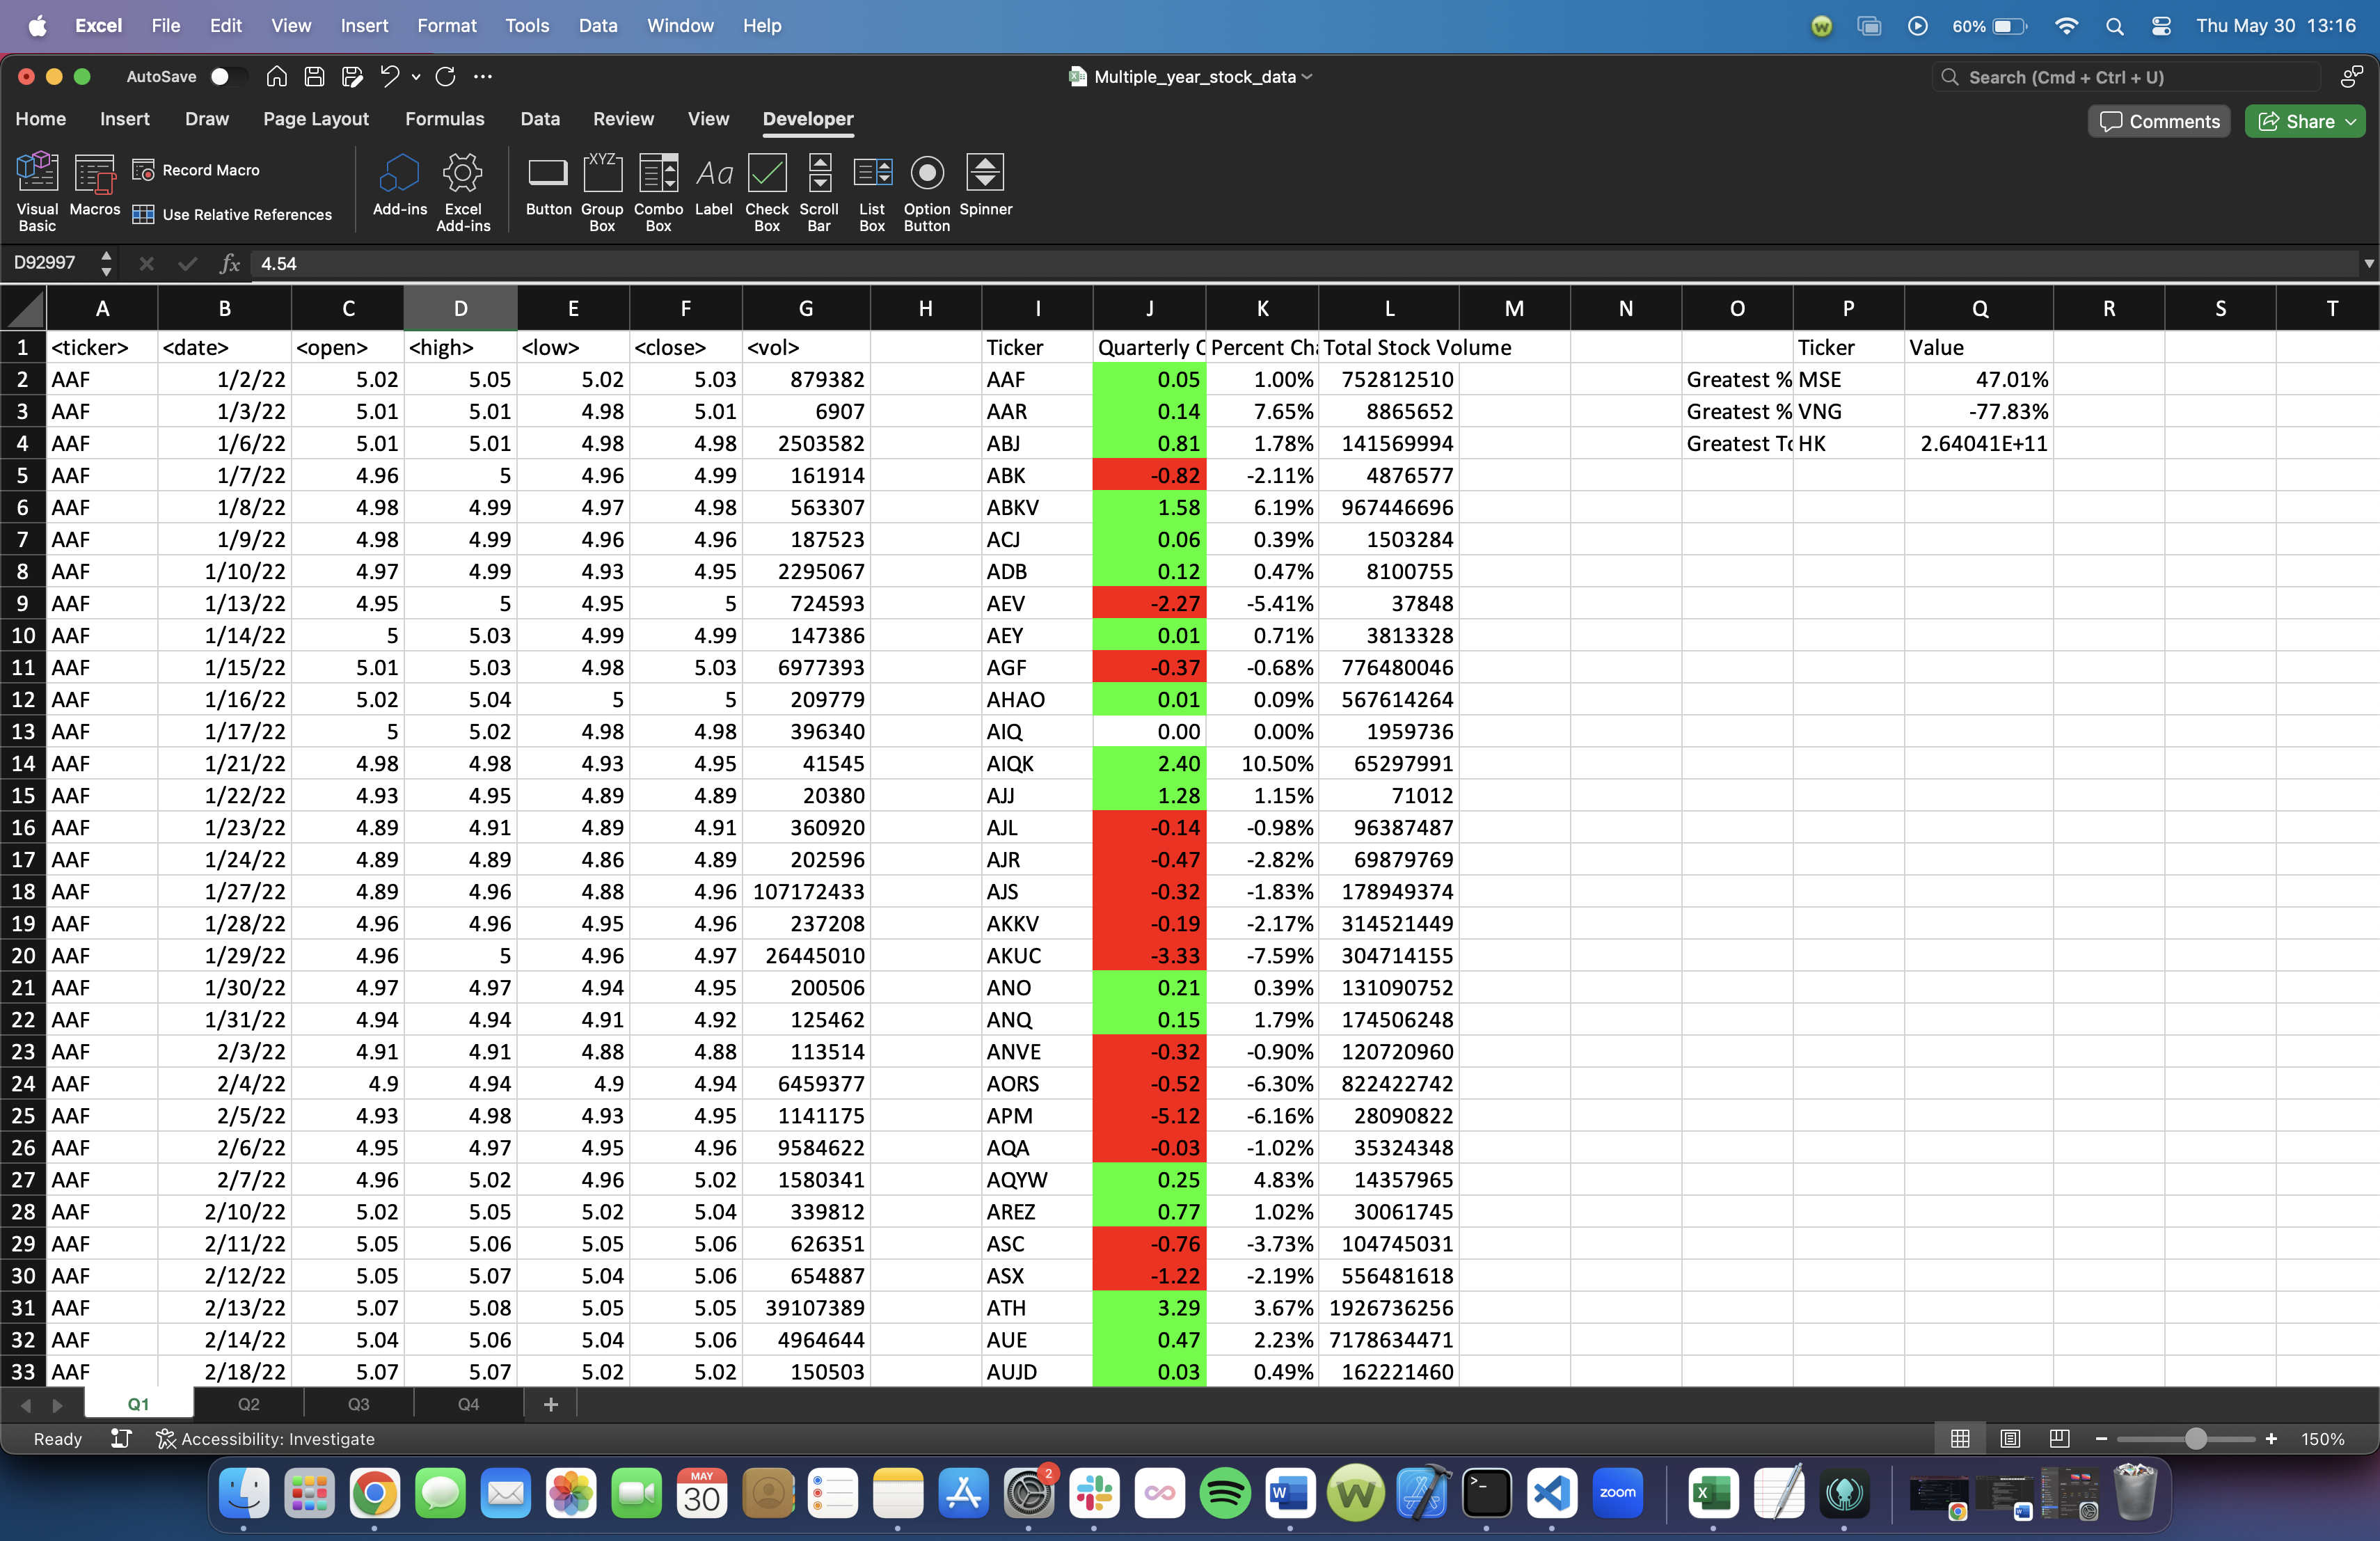 Excel File Edit View Insert Format Tools Data Window Help 60% Thu May 30 13:16
AutoSave Multiple_year_stock_data Search (Cmd + Ctrl + U)
Home Insert Draw Page Layout Formulas Data Review View Developer Comments Share
Visual Basic Macros Record Macro Use Relative References Add-ins Excel Add-ins Button Group Box Combo Box Label Check Box Scroll Bar List Box Option Button Spinner
D92997 fx 4.54
A B C D E F G H I J K L M N O P Q R S T
1 <ticker> <date> <open> <high> <low> <close> <vol> Ticker Quarterly C Percent Cha Total Stock Volume Ticker Value
2 AAF 1/2/22 5.02 5.05 5.02 5.03 879382 AAF 0.05 1.00% 752812510 Greatest % MSE 47.01%
3 AAF 1/3/22 5.01 5.01 4.98 5.01 6907 AAR 0.14 7.65% 8865652 Greatest % VNG -77.83%
4 AAF 1/6/22 5.01 5.01 4.98 4.98 2503582 ABJ 0.81 1.78% 141569994 Greatest To HK 2.64041E+11
5 AAF 1/7/22 4.96 5 4.96 4.99 161914 ABK -0.82 -2.11% 4876577
6 AAF 1/8/22 4.98 4.99 4.97 4.98 563307 ABKV 1.58 6.19% 967446696
7 AAF 1/9/22 4.98 4.99 4.96 4.96 187523 ACJ 0.06 0.39% 1503284
8 AAF 1/10/22 4.97 4.99 4.93 4.95 2295067 ADB 0.12 0.47% 8100755
9 AAF 1/13/22 4.95 5 4.95 5 724593 AEV -2.27 -5.41% 37848
10 AAF 1/14/22 5 5.03 4.99 4.99 147386 AEY 0.01 0.71% 3813328
11 AAF 1/15/22 5.01 5.03 4.98 5.03 6977393 AGF -0.37 -0.68% 776480046
12 AAF 1/16/22 5.02 5.04 5 5 209779 AHAO 0.01 0.09% 567614264
13 AAF 1/17/22 5 5.02 4.98 4.98 396340 AIQ 0.00 0.00% 1959736
14 AAF 1/21/22 4.98 4.98 4.93 4.95 41545 AIQK 2.40 10.50% 65297991
15 AAF 1/22/22 4.93 4.95 4.89 4.89 20380 AJJ 1.28 1.15% 71012
16 AAF 1/23/22 4.89 4.91 4.89 4.91 360920 AJL -0.14 -0.98% 96387487
17 AAF 1/24/22 4.89 4.89 4.86 4.89 202596 AJR -0.47 -2.82% 69879769
18 AAF 1/27/22 4.89 4.96 4.88 4.96 107172433 AJS -0.32 -1.83% 178949374
19 AAF 1/28/22 4.96 4.96 4.95 4.96 237208 AKKV -0.19 -2.17% 314521449
20 AAF 1/29/22 4.96 5 4.96 4.97 26445010 AKUC -3.33 -7.59% 304714155
21 AAF 1/30/22 4.97 4.97 4.94 4.95 200506 ANO 0.21 0.39% 131090752
22 AAF 1/31/22 4.94 4.94 4.91 4.92 125462 ANQ 0.15 1.79% 174506248
23 AAF 2/3/22 4.91 4.91 4.88 4.88 113514 ANVE -0.32 -0.90% 120720960
24 AAF 2/4/22 4.9 4.94 4.9 4.94 6459377 AORS -0.52 -6.30% 822422742
25 AAF 2/5/22 4.93 4.98 4.93 4.95 1141175 APM -5.12 -6.16% 28090822
26 AAF 2/6/22 4.95 4.97 4.95 4.96 9584622 AQA -0.03 -1.02% 35324348
27 AAF 2/7/22 4.96 5.02 4.96 5.02 1580341 AQYW 0.25 4.83% 14357965
28 AAF 2/10/22 5.02 5.05 5.02 5.04 339812 AREZ 0.77 1.02% 30061745
29 AAF 2/11/22 5.05 5.06 5.05 5.06 626351 ASC -0.76 -3.73% 104745031
30 AAF 2/12/22 5.05 5.07 5.04 5.06 654887 ASX -1.22 -2.19% 556481618
31 AAF 2/13/22 5.07 5.08 5.05 5.05 39107389 ATH 3.29 3.67% 1926736256
32 AAF 2/14/22 5.04 5.06 5.04 5.06 4964644 AUE 0.47 2.23% 7178634471
33 AAF 2/18/22 5.07 5.07 5.02 5.02 150503 AUJD 0.03 0.49% 162221460
Q1 Q2 Q3 Q4 +
Ready Accessibility: Investigate 150%
MAY 30 2 W W zoom X